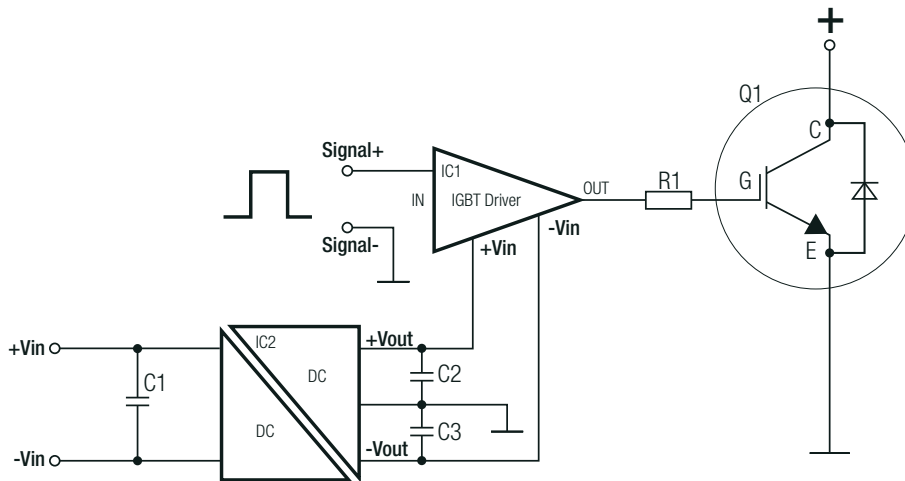 +
Q1
C
Signal+
IC1
IN
IGBT Driver
OUT
R1
G
Signal-
+Vin
-Vin
E
+Vin
C1
IC2
DC
DC
+Vout
C2
C3
-Vout
-Vin